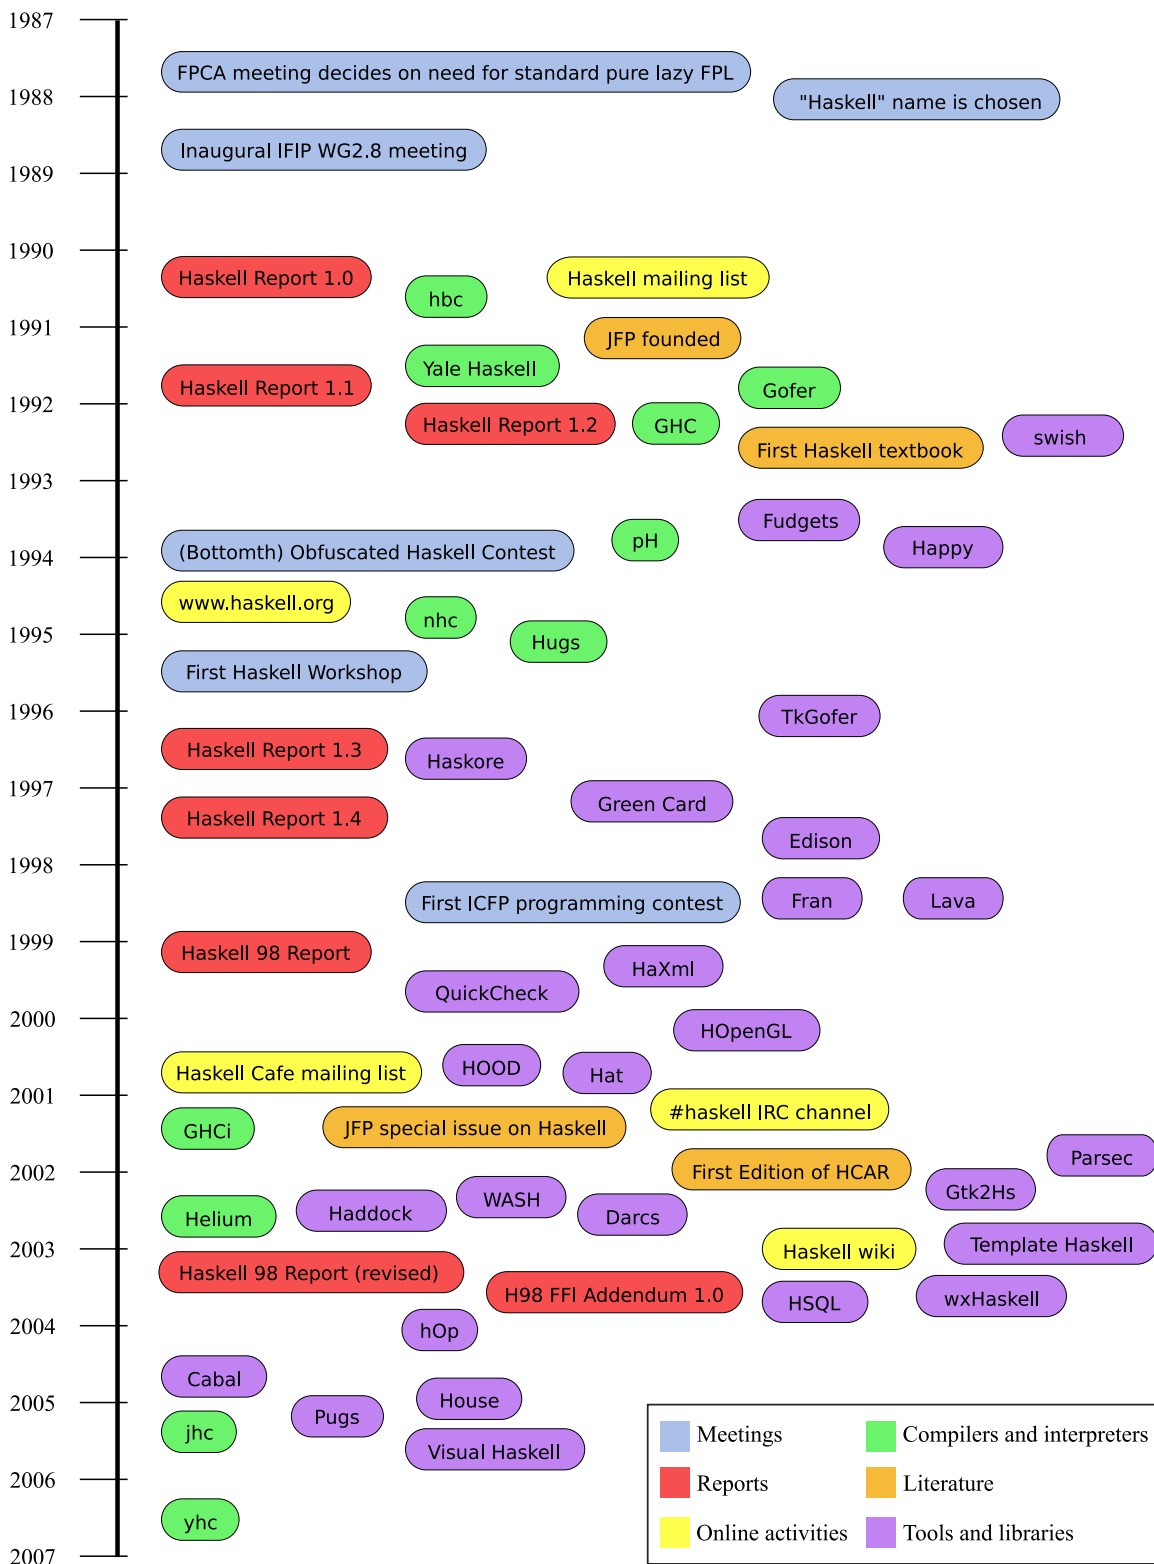 1987
FPCA meeting decides on need for standard pure lazy FPL
1988
"Haskell" name is chosen
Inaugural IFIP WG2.8 meeting
1989
1990
Haskell Report 1.0
Haskell mailing list
hbc
1991
JFP founded
Yale Haskell
Haskell Report 1.1
Gofer
1992
Haskell Report 1.2
GHC
swish
First Haskell textbook
1993
Fudgets
pH
Happy
(Bottomth) Obfuscated Haskell Contest
1994
www.haskell.org
nhc
1995
Hugs
First Haskell Workshop
1996
TkGofer
Haskell Report 1.3
Haskore
1997
Green Card
Haskell Report 1.4
Edison
1998
First ICFP programming contest
Fran
Lava
1999
Haskell 98 Report
HaXml
QuickCheck
2000
HOpenGL
Haskell Cafe mailing list
HOOD
Hat
2001
#haskell IRC channel
GHCi
JFP special issue on Haskell
Parsec
2002
First Edition of HCAR
Gtk2Hs
Helium
Haddock
WASH
Darcs
2003
Haskell wiki
Template Haskell
Haskell 98 Report (revised)
H98 FFI Addendum 1.0
HSQL
wxHaskell
2004
hOp
Cabal
2005
House
Pugs
jhc
Visual Haskell
2006
yhc
2007
Meetings
Compilers and interpreters
Reports
Literature
Online activities
Tools and libraries